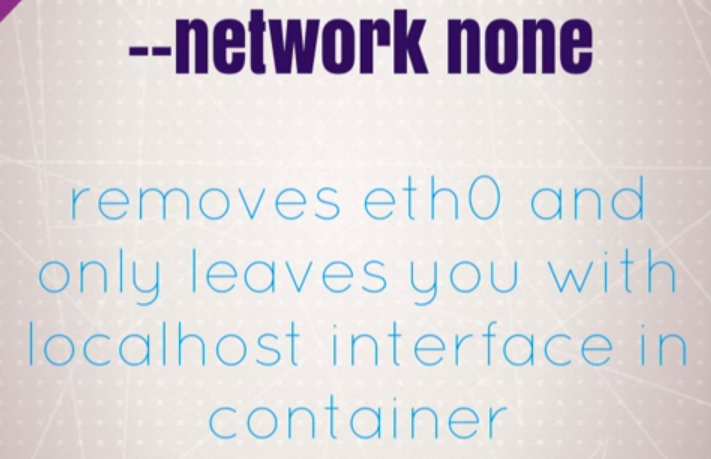 --network none
removes eth0 and
only leaves you with
localhost interface in
container